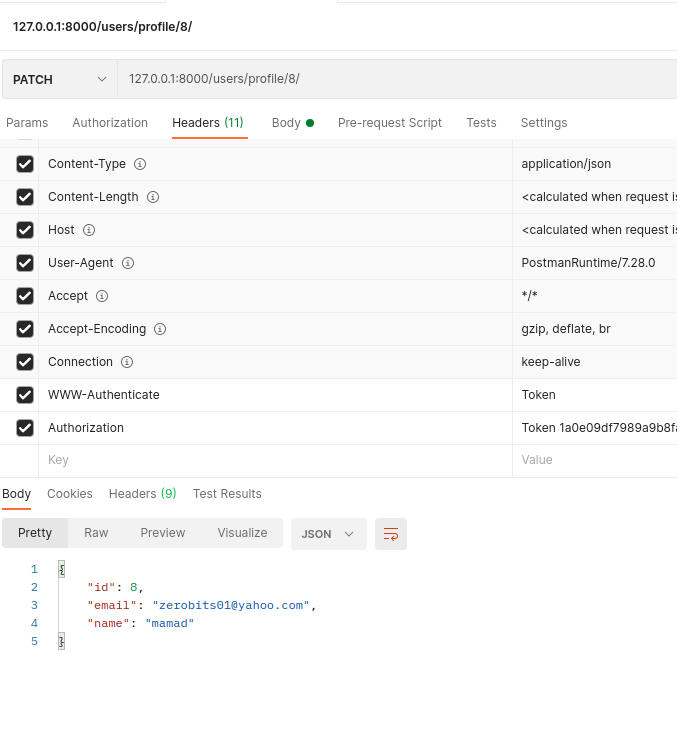 127.0.0.1:8000/users/profile/8/
PATCH 127.0.0.1:8000/users/profile/8/
Params Authorization Headers (11) Body Pre-request Script Tests Settings
Content-Type application/json
Content-Length <calculated when request is
Host <calculated when request is
User-Agent PostmanRuntime/7.28.0
Accept */*
Accept-Encoding gzip, deflate, br
Connection keep-alive
WWW-Authenticate Token
Authorization Token 1a0e09df7989a9b8fa
Key Value
Body Cookies Headers (9) Test Results
Pretty Raw Preview Visualize JSON
1 {
2 "id": 8,
3 "email": "zerobits01@yahoo.com",
4 "name": "mamad"
5 }